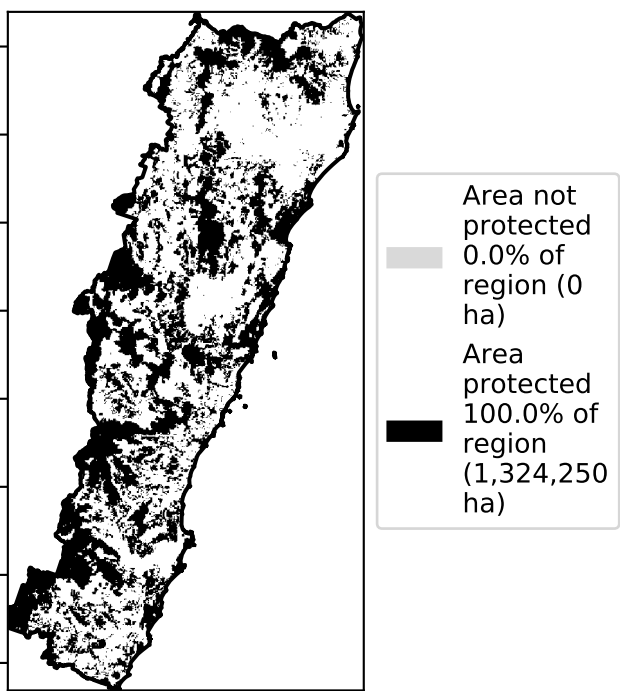 Area not
protected
0.0% of
region (0
ha)
Area
protected
100.0% of
region
(1,324,250
ha)